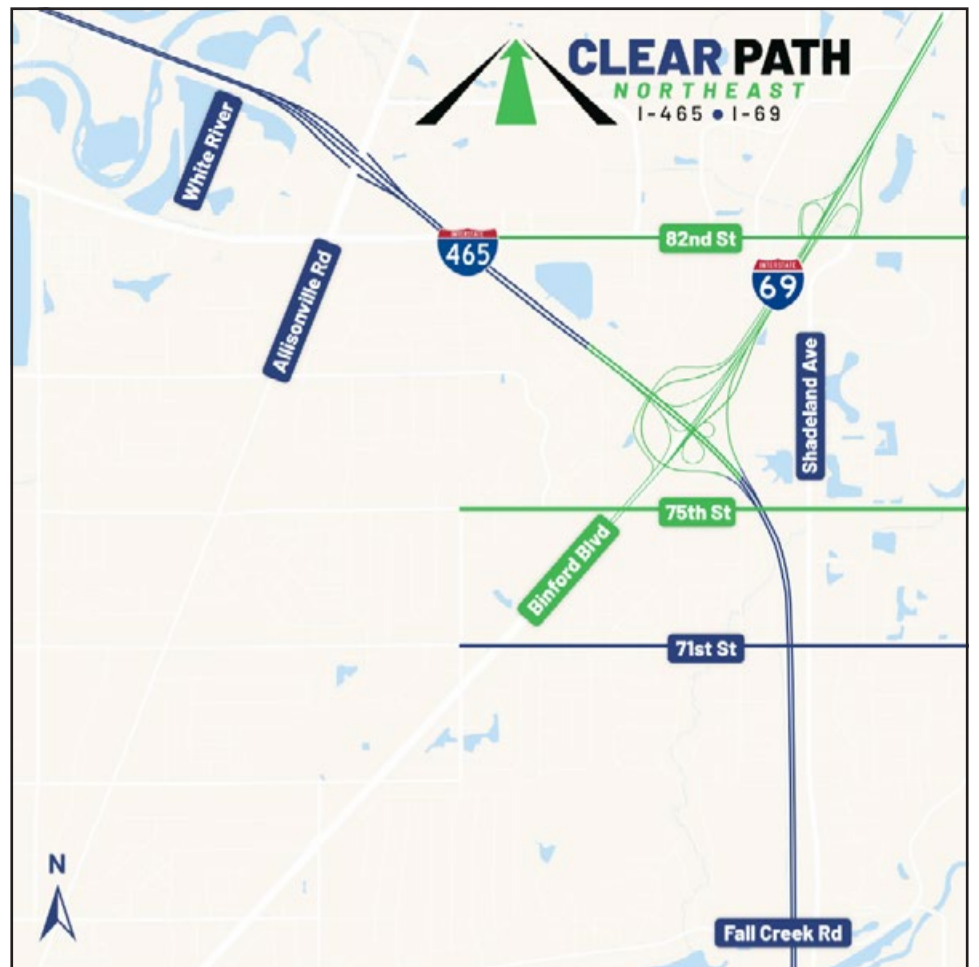 CLEAR PATH
NORTHEAST
I-465 • I-69
White River
82nd St
INTERSTATE
465
Allisonville Rd
INTERSTATE
69
Shadeland Ave
75th St
Binford Blvd
71st St
N
Fall Creek Rd